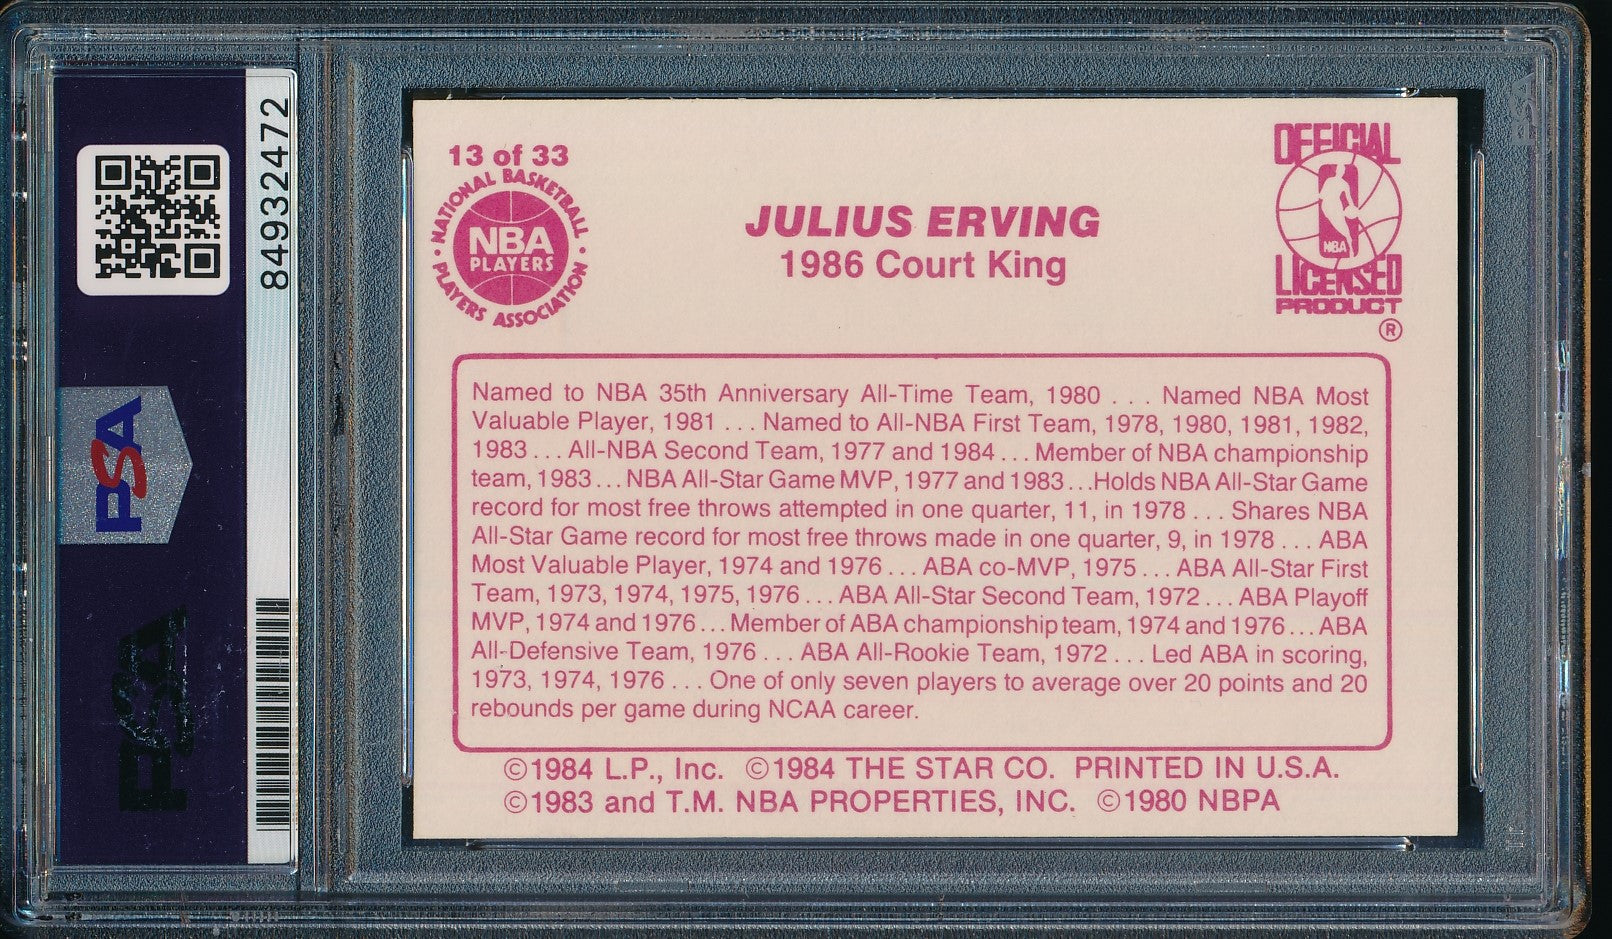 84932472
PSA
PSA
13 of 33
NATIONAL BASKETBALL
NBA
PLAYERS
PLAYERS ASSOCIATION
JULIUS ERVING
1986 Court King
OFFICIAL
NBA
LICENSED
PRODUCT
®
Named to NBA 35th Anniversary All-Time Team, 1980 . . . Named NBA Most
Valuable Player, 1981 . . . Named to All-NBA First Team, 1978, 1980, 1981, 1982,
1983 . . . All-NBA Second Team, 1977 and 1984 . . . Member of NBA championship
team, 1983 . . . NBA All-Star Game MVP, 1977 and 1983 . . . Holds NBA All-Star Game
record for most free throws attempted in one quarter, 11, in 1978 . . . Shares NBA
All-Star Game record for most free throws made in one quarter, 9, in 1978 . . . ABA
Most Valuable Player, 1974 and 1976 . . . ABA co-MVP, 1975 . . . ABA All-Star First
Team, 1973, 1974, 1975, 1976 . . . ABA All-Star Second Team, 1972 . . . ABA Playoff
MVP, 1974 and 1976 . . . Member of ABA championship team, 1974 and 1976 . . . ABA
All-Defensive Team, 1976 . . . ABA All-Rookie Team, 1972 . . . Led ABA in scoring,
1973, 1974, 1976 . . . One of only seven players to average over 20 points and 20
rebounds per game during NCAA career.
©1984 L.P., Inc. ©1984 THE STAR CO. PRINTED IN U.S.A.
©1983 and T.M. NBA PROPERTIES, INC. ©1980 NBPA